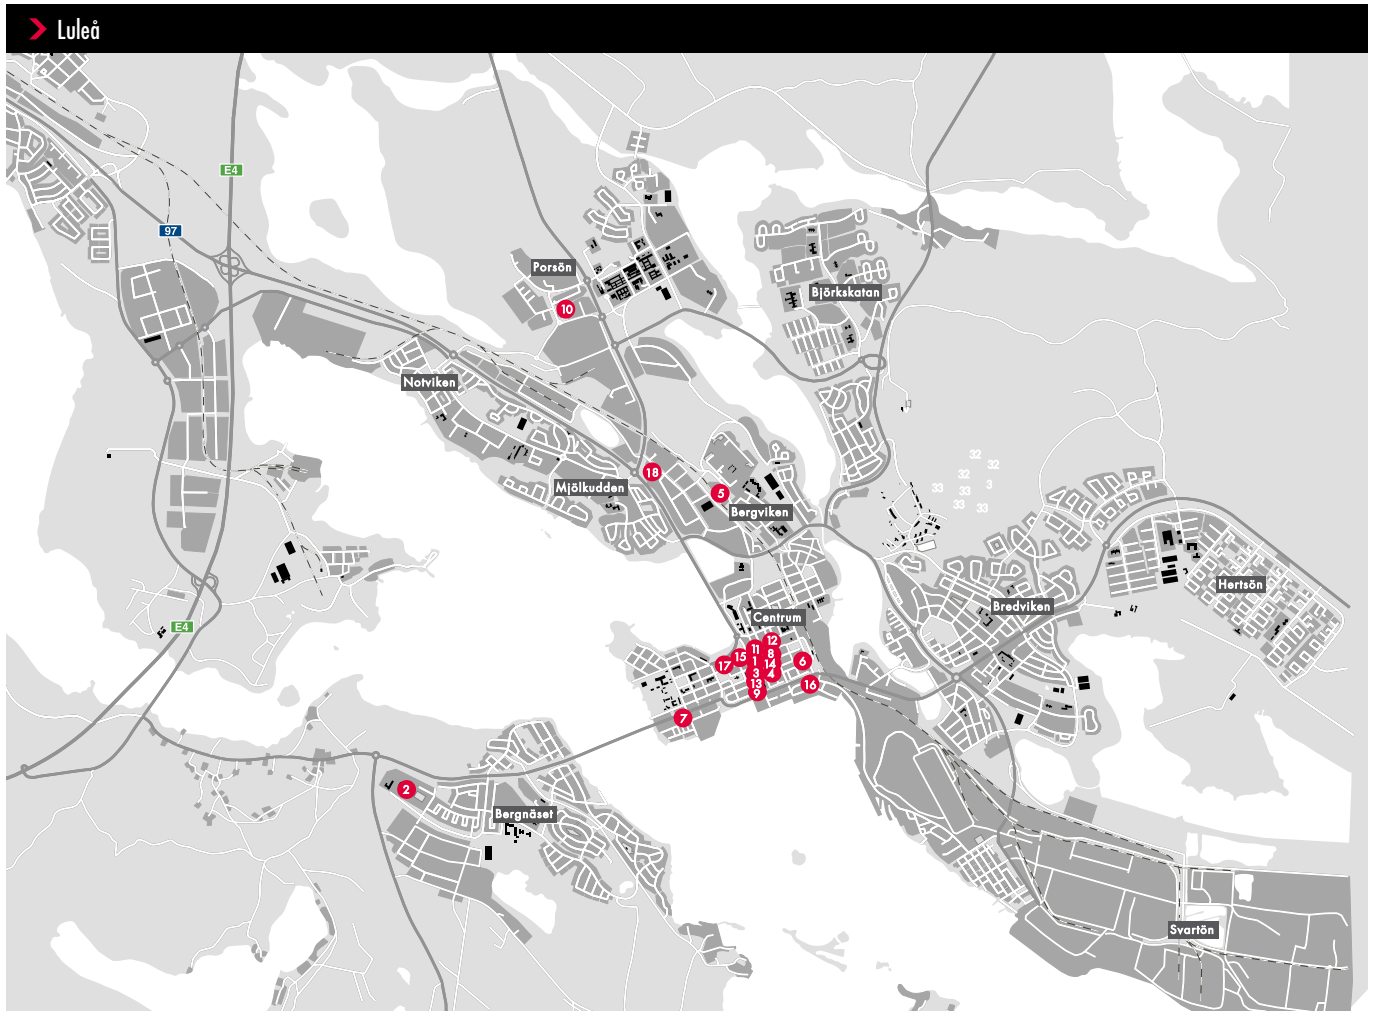 Luleå
E4
97
Porsön
10
Björkskatan
Notviken
32
32
18
32
3
Mjölkudden
33
33
5
33
33
Bergviken
Hertsön
Bredviken
Centrum
E4
12
11
8
15
1
6
17
14
3
4
13
16
9
7
2
Bergnäset
Svartön